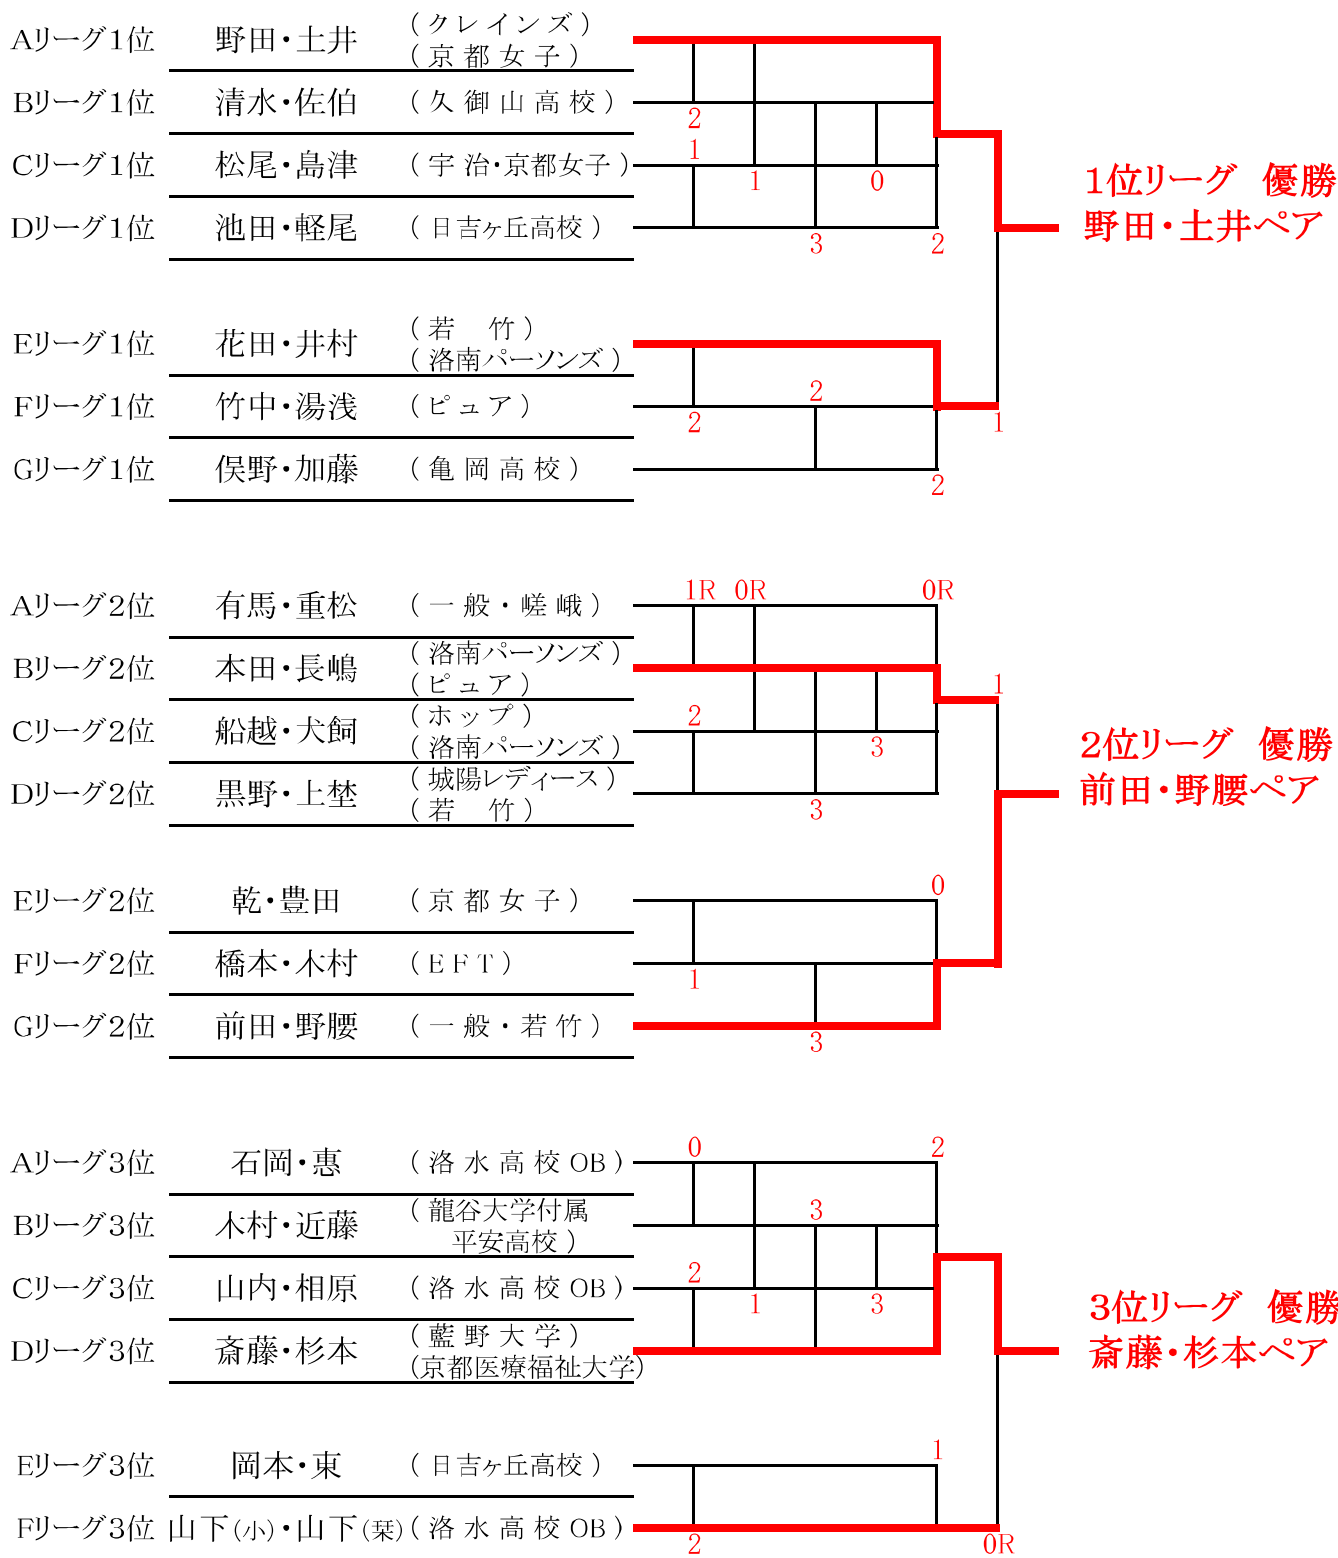 Aリーグ1位 野田・土井 (クレインズ)
(京都女子)
Bリーグ1位 清水・佐伯 (久御山高校)
2
1
Cリーグ1位 松尾・島津 (宇治・京都女子)
1 0
1位リーグ 優勝
Dリーグ1位 池田・軽尾 (日吉ヶ丘高校)
野田・土井ペア
3 2
Eリーグ1位 花田・井村 (若 竹)
(洛南パーソンズ)
2
Fリーグ1位 竹中・湯浅 (ピュア)
2 1
Gリーグ1位 俣野・加藤 (亀岡高校)
2
1R 0R 0R
Aリーグ2位 有馬・重松 (一般・嵯峨)
(洛南パーソンズ)
Bリーグ2位 本田・長嶋
(ピュア)
1
(ホップ)
2
Cリーグ2位 船越・犬飼
(洛南パーソンズ)
3
2位リーグ 優勝
(城陽レディース)
Dリーグ2位 黒野・上埜
前田・野腰ペア
(若 竹)
3
0
Eリーグ2位 乾・豊田 (京都女子)
Fリーグ2位 橋本・木村 (EFT)
1
Gリーグ2位 前田・野腰 (一般・若竹)
3
0 2
Aリーグ3位 石岡・惠 (洛水高校OB)
(龍谷大学付属
3
Bリーグ3位 木村・近藤
平安高校)
2
Cリーグ3位 山内・相原 (洛水高校OB)
1 3
3位リーグ 優勝
(藍野大学)
Dリーグ3位 斎藤・杉本
斎藤・杉本ペア
(京都医療福祉大学)
1
Eリーグ3位 岡本・東 (日吉ヶ丘高校)
Fリーグ3位 山下(小)・山下(栞) (洛水高校OB)
2 0R